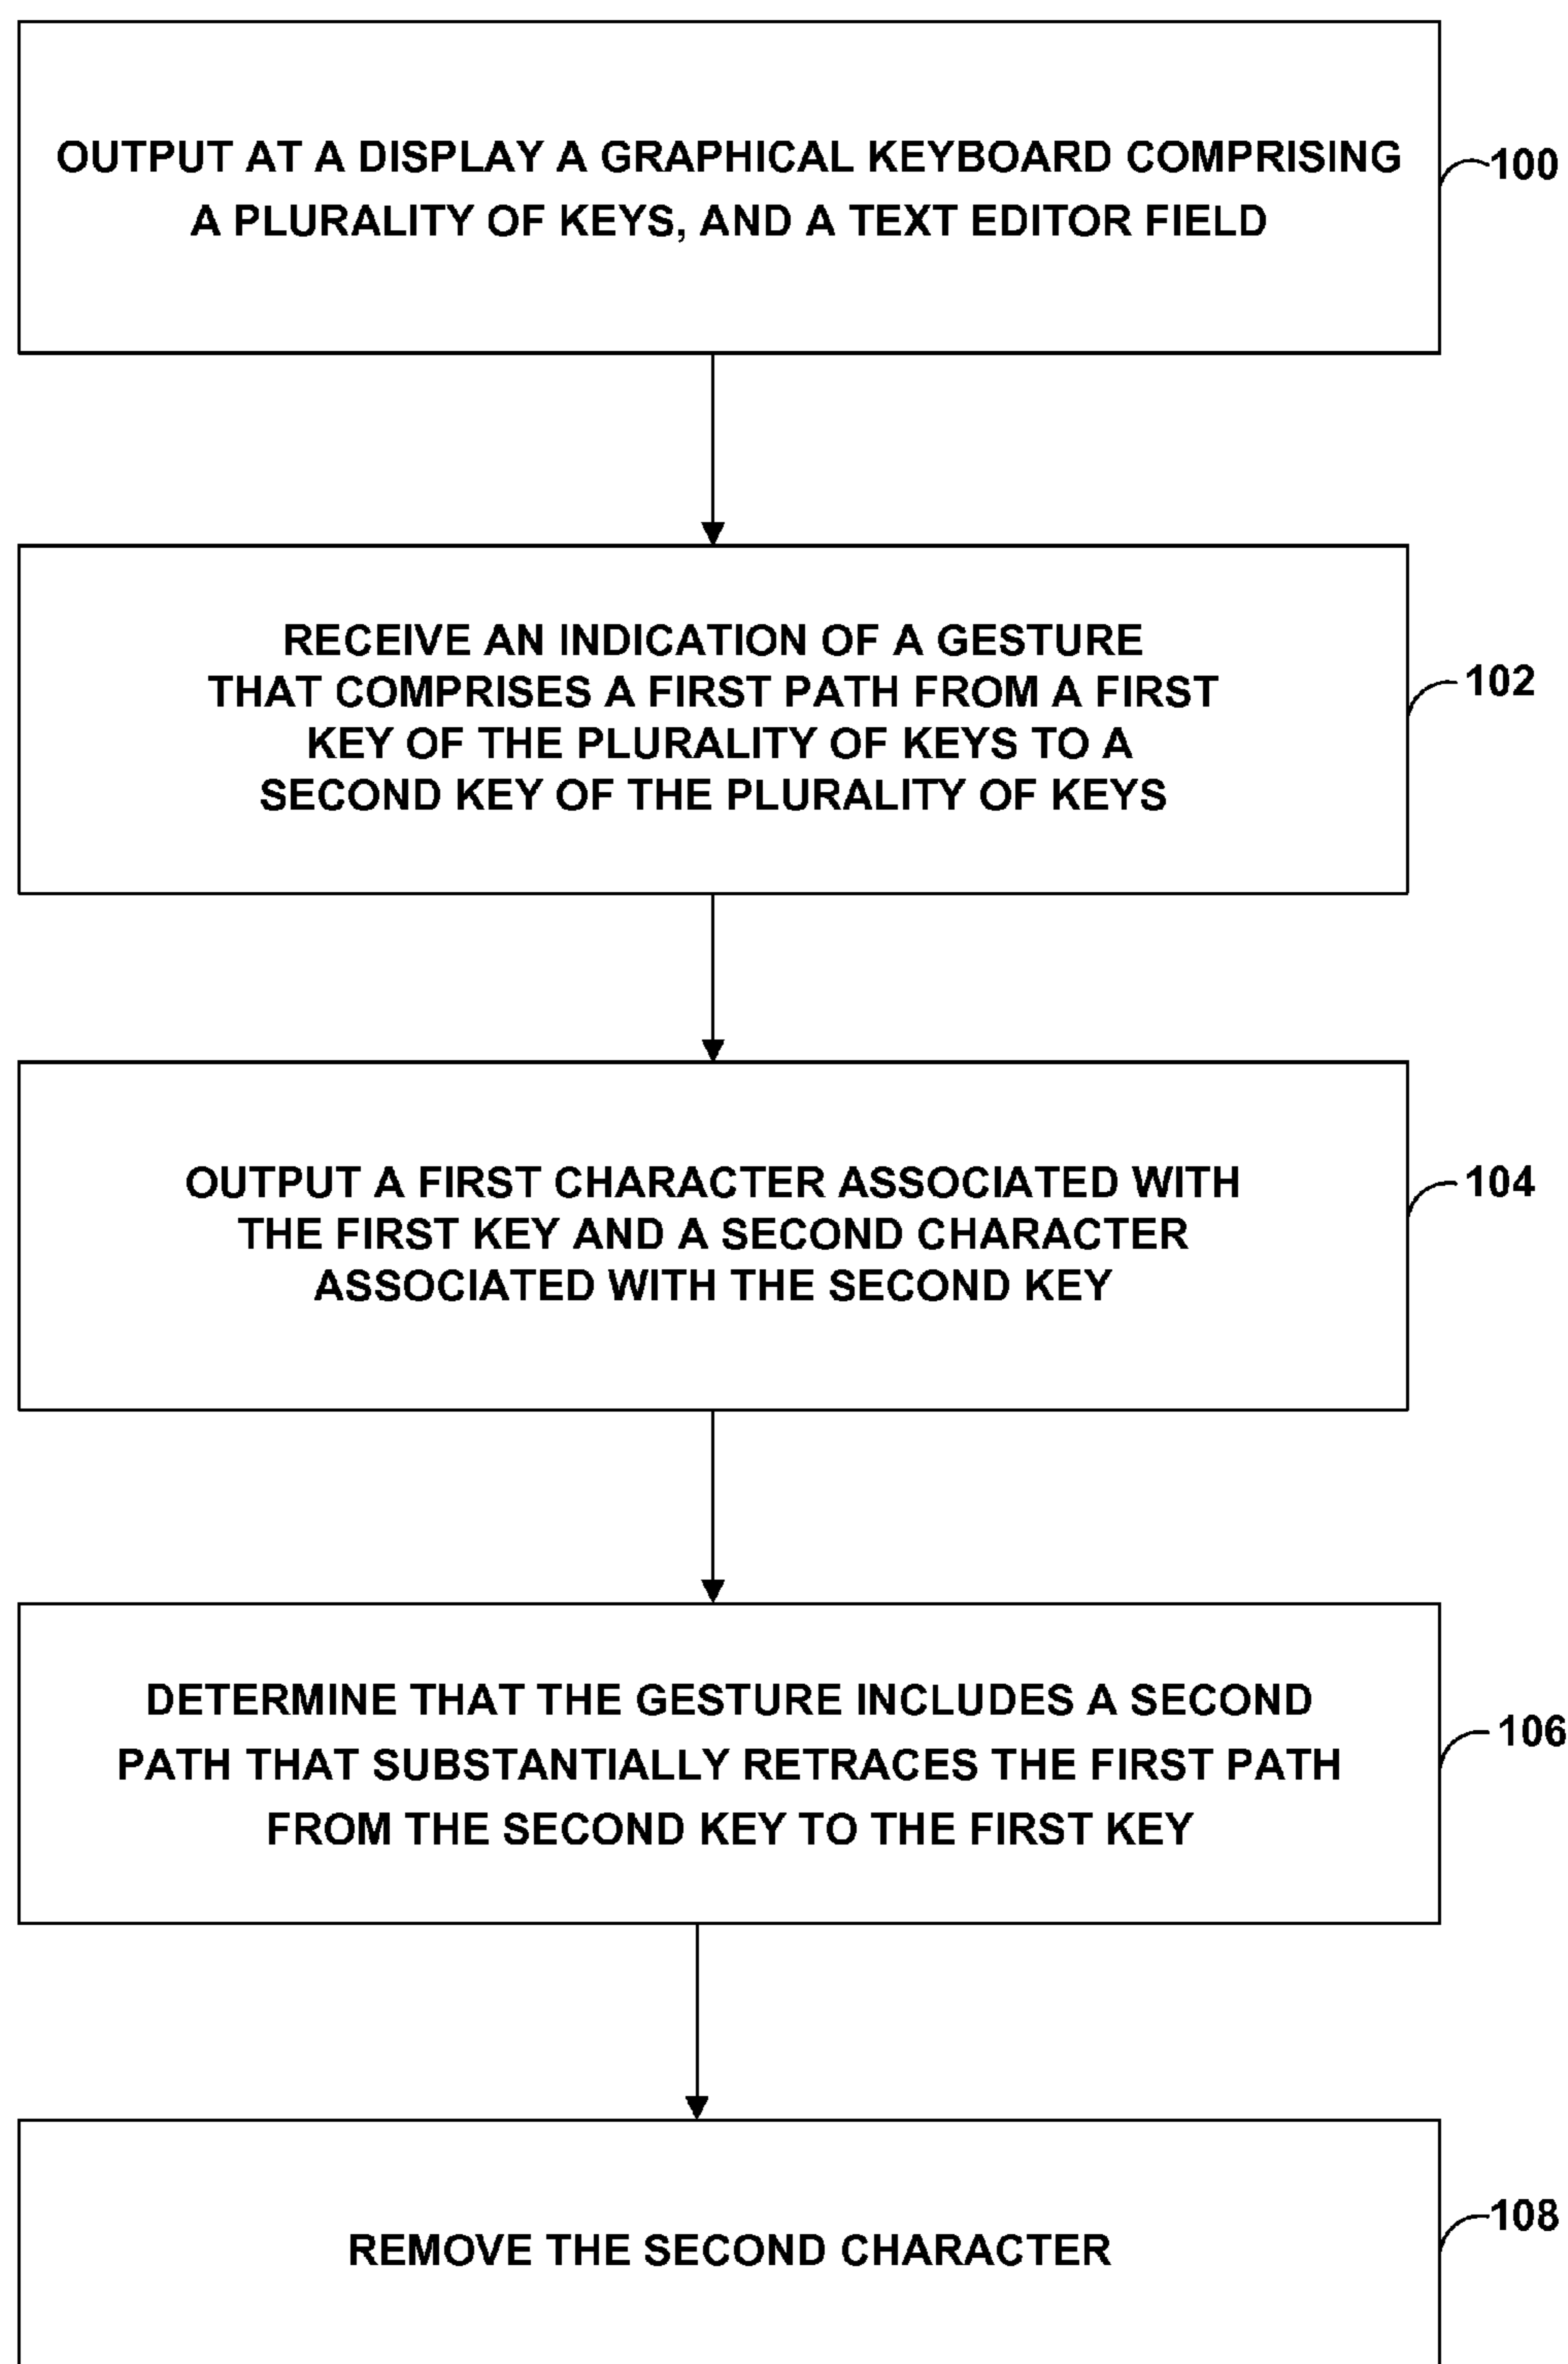 OUTPUT AT A DISPLAY A GRAPHICAL KEYBOARD COMPRISING
A PLURALITY OF KEYS, AND A TEXT EDITOR FIELD
100
RECEIVE AN INDICATION OF A GESTURE
THAT COMPRISES A FIRST PATH FROM A FIRST
KEY OF THE PLURALITY OF KEYS TO A
SECOND KEY OF THE PLURALITY OF KEYS
102
OUTPUT A FIRST CHARACTER ASSOCIATED WITH
THE FIRST KEY AND A SECOND CHARACTER
ASSOCIATED WITH THE SECOND KEY
104
DETERMINE THAT THE GESTURE INCLUDES A SECOND
PATH THAT SUBSTANTIALLY RETRACES THE FIRST PATH
FROM THE SECOND KEY TO THE FIRST KEY
106
REMOVE THE SECOND CHARACTER
108